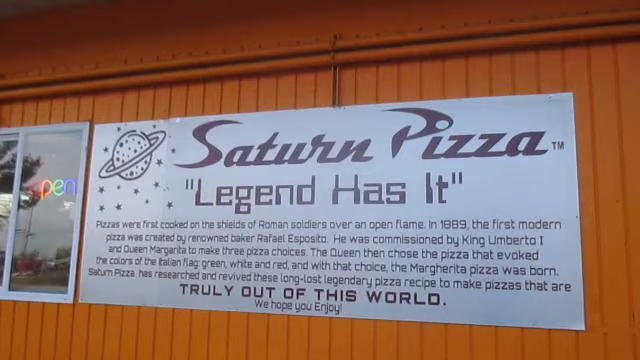 Saturn Pizza™
"Legend Has It"
Pizzas were first cooked on the shields of Roman soldiers over an open flame. In 1889, the first modern
pizza was created by renowned baker Rafael Esposito. He was commissioned by King Umberto I
and Queen Margarita to make three pizza choices. The Queen then chose the pizza that evoked
the colors of the Italian flag: green, white and red, and with that choice, the Margherita pizza was born.
Saturn Pizza. has researched and revived these long-lost legendary pizza recipe to make pizzas that are
TRULY OUT OF THIS WORLD.
We hope you Enjoy!
open